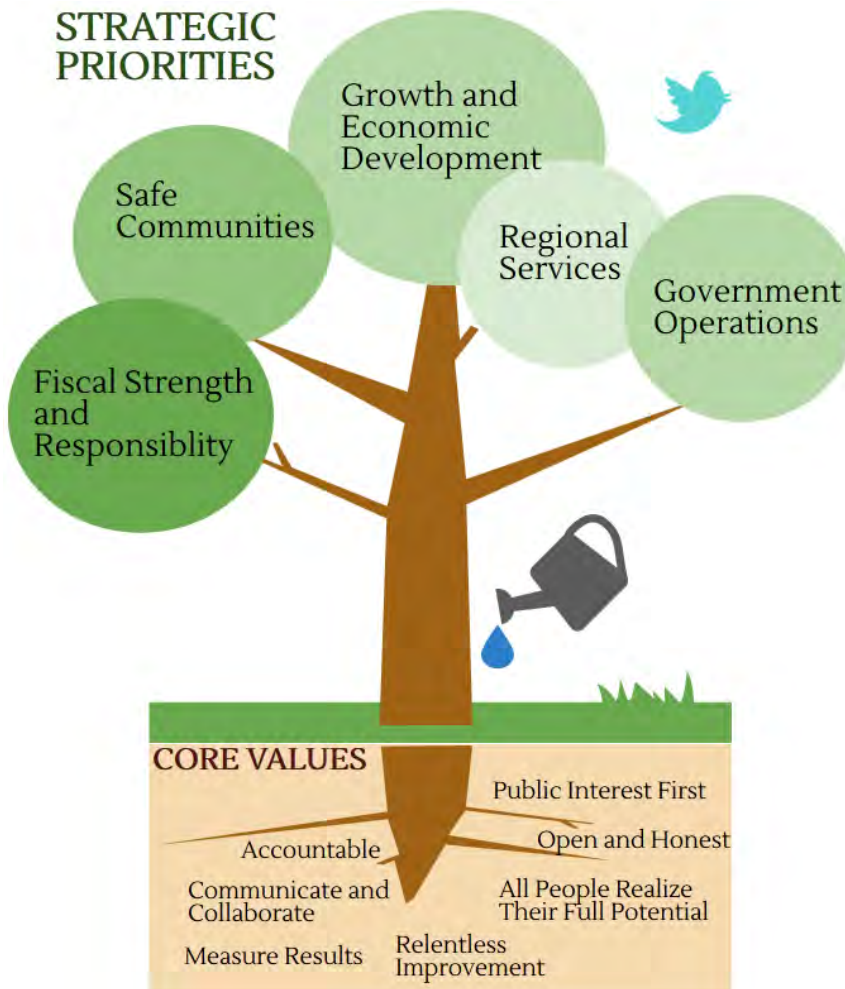 STRATEGIC
PRIORITIES
Growth and
Economic
Development
Safe
Communities
Regional
Services
Government
Operations
Fiscal Strength
and
Responsiblity
CORE VALUES
Public Interest First
Open and Honest
Accountable
Communicate and
Collaborate
All People Realize
Their Full Potential
Measure Results
Relentless
Improvement